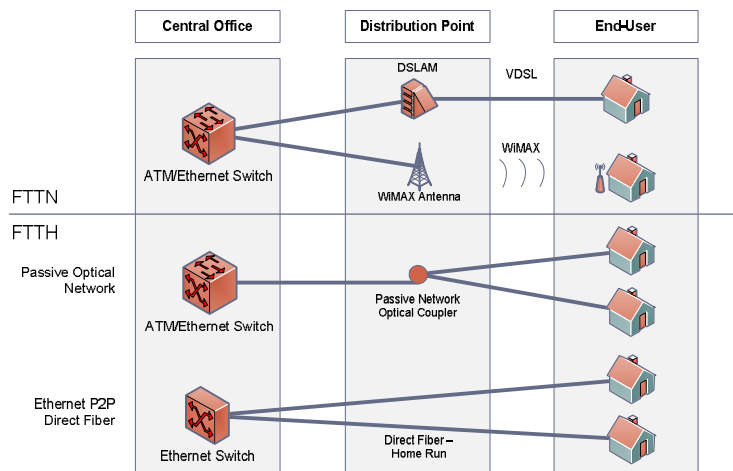 Central Office
Distribution Point
End-User
DSLAM
VDSL
WiMAX
ATM/Ethernet Switch
WiMAX Antenna
FTTN
FTTH
Passive Optical
Network
Passive Network
Optical Coupler
ATM/Ethernet Switch
Ethernet P2P
Direct Fiber
Direct Fiber –
Home Run
Ethernet Switch